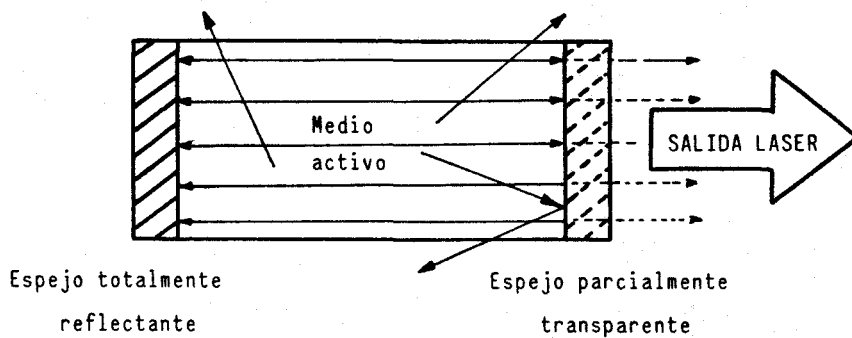 Medio
activo
SALIDA LASER
Espejo totalmente
reflectante
Espejo parcialmente
transparente